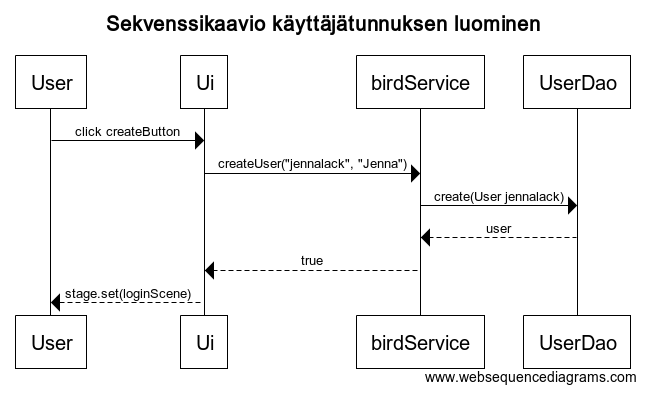 Sekvenssikaavio käyttäjätunnuksen luominen
User
Ui
birdService
UserDao
click createButton
createUser("jennalack", "Jenna")
create(User jennalack)
user
true
stage.set(loginScene)
User
Ui
birdService
UserDao
www.websequencediagrams.com